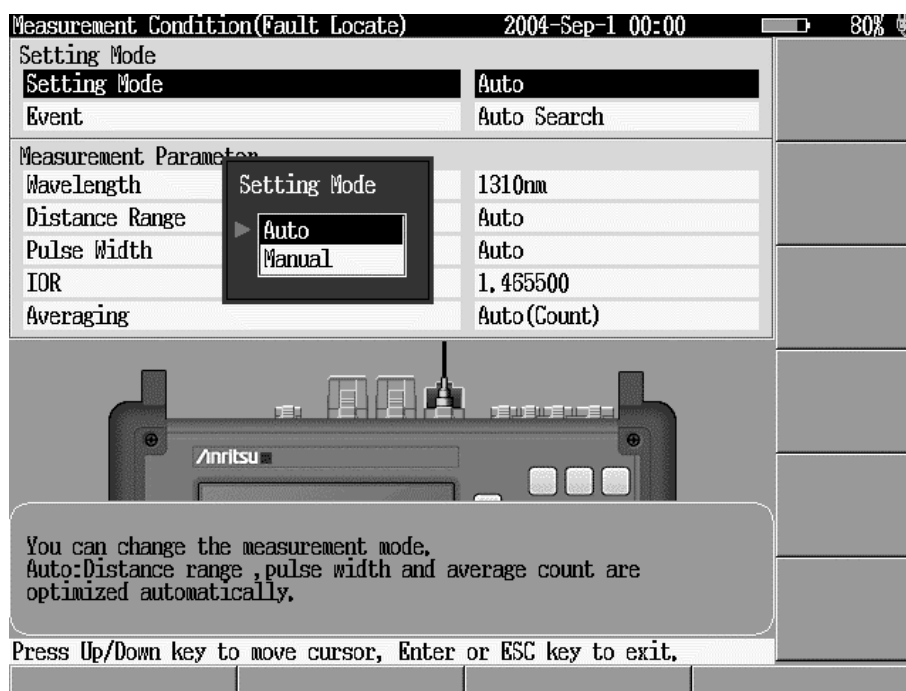 Measurement Condition(Fault Locate) 2004-Sep-1 00:00 80%
Setting Mode
Setting Mode Auto
Event Auto Search
Measurement Parameter
Wavelength 1310nm
Distance Range Auto
Pulse Width Auto
IOR 1.465500
Averaging Auto(Count)
Setting Mode
Auto
Manual
Anritsu
You can change the measurement mode.
Auto:Distance range ,pulse width and average count are
optimized automatically.
Press Up/Down key to move cursor, Enter or ESC key to exit.